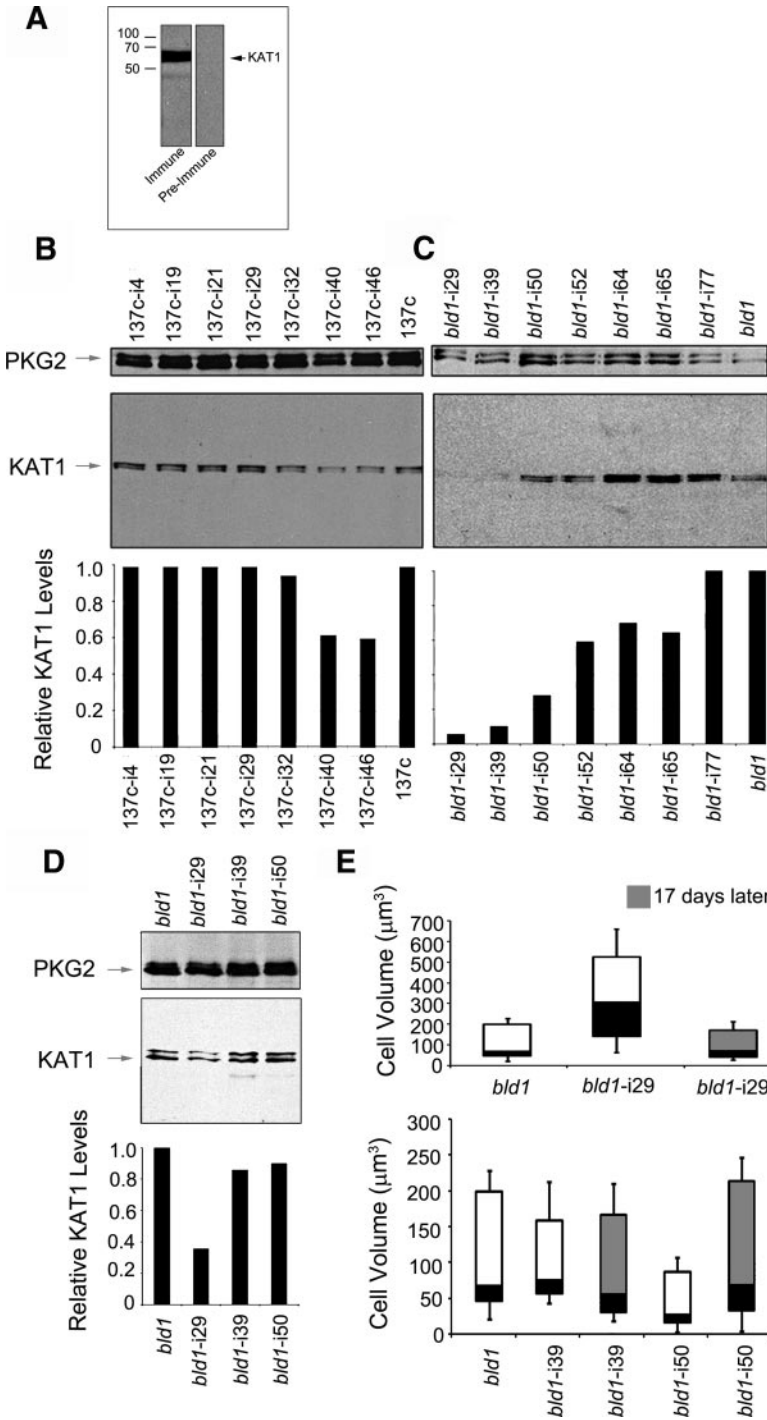 A
100
70
50
KAT1
Immune
Pre-Immune
B
137c-i4
137c-i19
137c-i21
137c-i29
137c-i32
137c-i40
137c-i46
137c
PKG2
KAT1
Relative KAT1 Levels
1.0
0.8
0.6
0.4
0.2
0
137c-i4
137c-i19
137c-i21
137c-i29
137c-i32
137c-i40
137c-i46
137c
C
bld1-i29
bld1-i39
bld1-i50
bld1-i52
bld1-i64
bld1-i65
bld1-i77
bld1
bld1-i29
bld1-i39
bld1-i50
bld1-i52
bld1-i64
bld1-i65
bld1-i77
bld1
D
bld1
bld1-i29
bld1-i39
bld1-i50
PKG2
KAT1
Relative KAT1 Levels
1.0
0.8
0.6
0.4
0.2
0
bld1
bld1-i29
bld1-i39
bld1-i50
E
17 days later
Cell Volume (µm³)
700
600
500
400
300
200
100
0
bld1
bld1-i29
bld1-i29
Cell Volume (µm³)
300
250
200
150
100
50
0
bld1
bld1-i39
bld1-i39
bld1-i50
bld1-i50